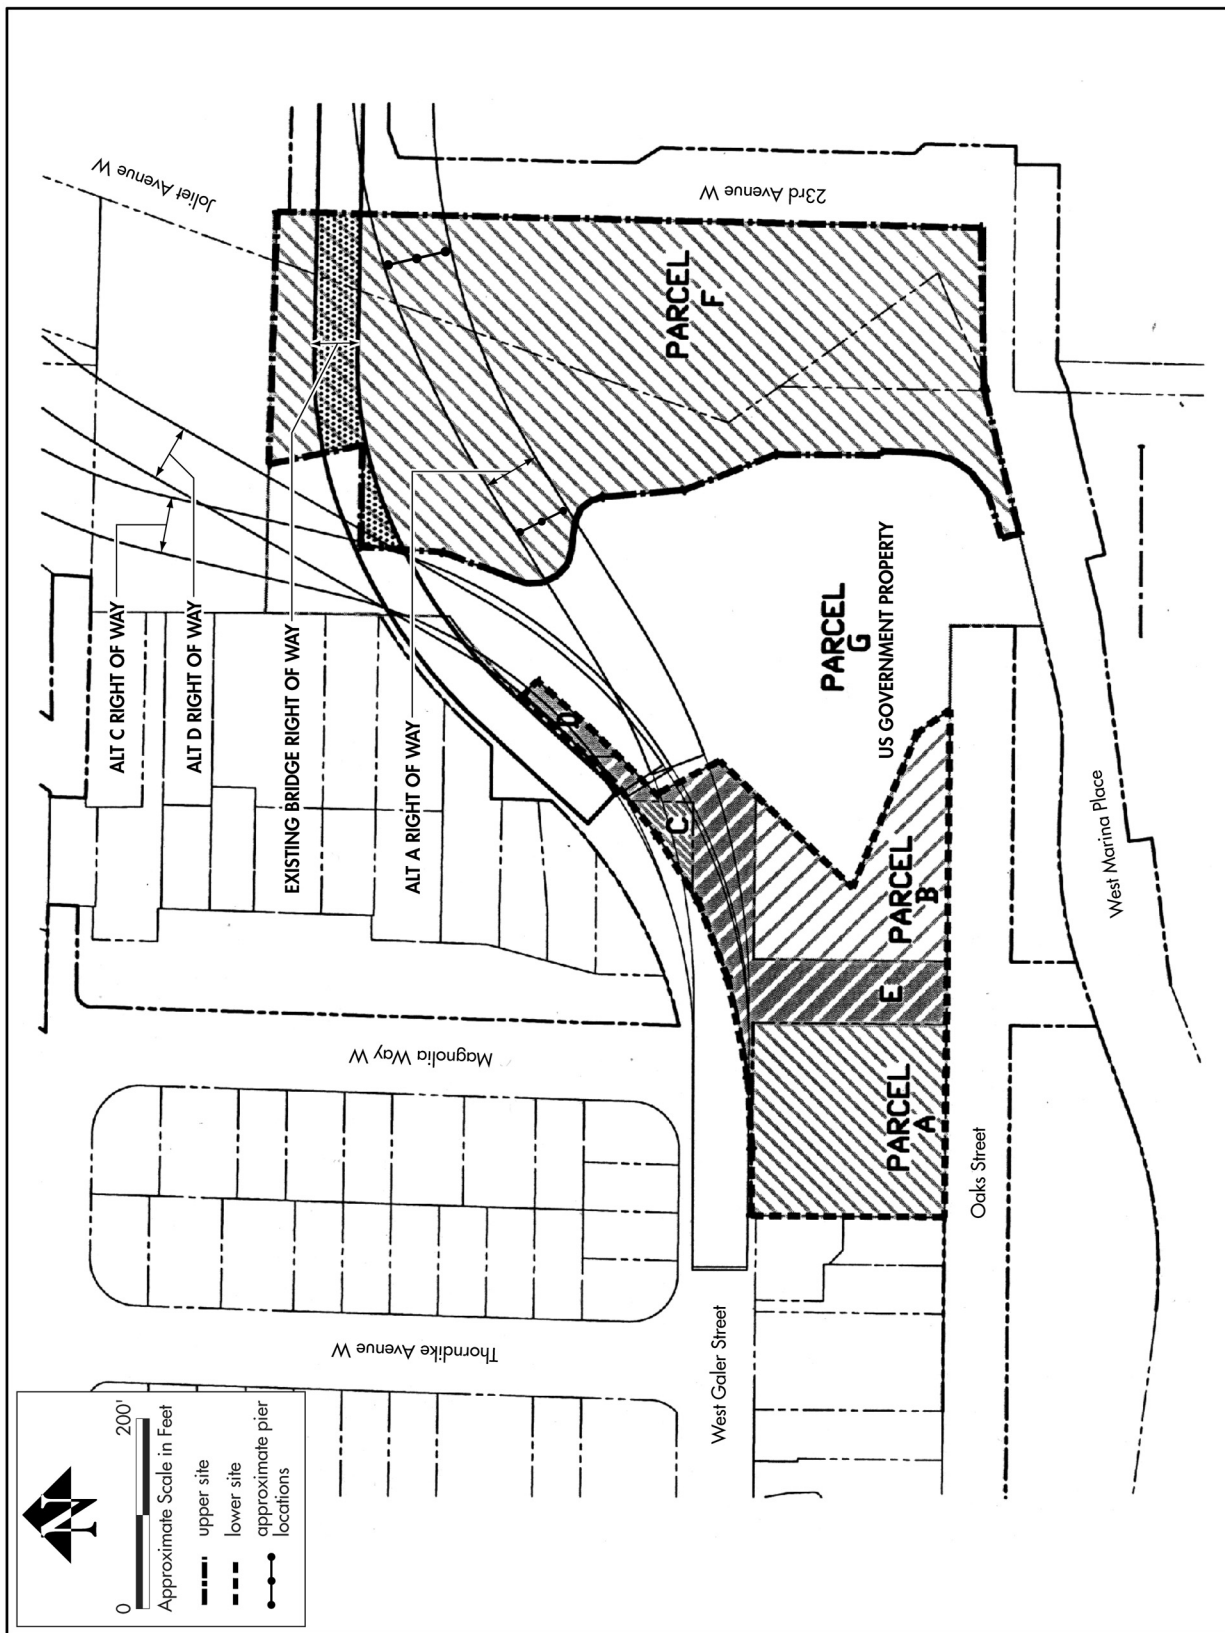 Joliet Avenue W
23rd Avenue W
ALT C RIGHT OF WAY
ALT D RIGHT OF WAY
EXISTING BRIDGE RIGHT OF WAY
ALT A RIGHT OF WAY
PARCEL
F
PARCEL
G
US GOVERNMENT PROPERTY
D
C
PARCEL
B
E
PARCEL
A
West Marina Place
Magnolia Way W
Oaks Street
Thorndike Avenue W
West Galer Street
N
0
200'
Approximate Scale in Feet
upper site
lower site
approximate pier
locations